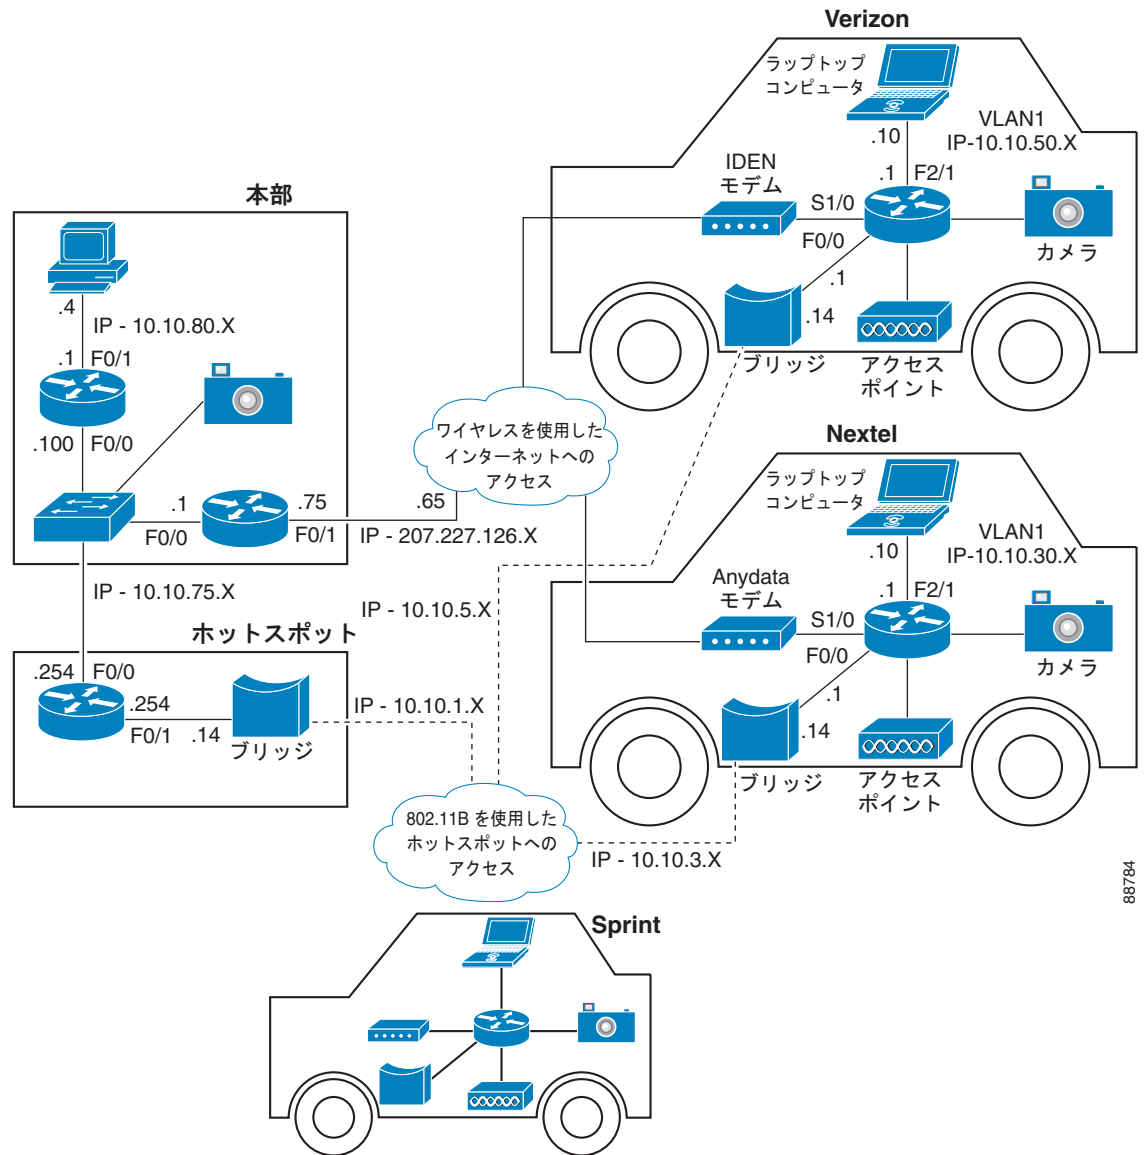 Verizon
ラップトップ
コンピュータ
.10
VLAN1
IP-10.10.50.X
.1
F2/1
IDEN
モデム
S1/0
F0/0
.1
.14
カメラ
ブリッジ
アクセス
ポイント
本部
.4
IP - 10.10.80.X
.1
F0/1
.100
F0/0
.1
F0/0
.75
F0/1
.65
IP - 207.227.126.X
ワイヤレスを使用した
インターネットへの
アクセス
IP - 10.10.75.X
IP - 10.10.5.X
ホットスポット
.254
F0/0
.254
F0/1
.14
ブリッジ
IP - 10.10.1.X
Nextel
ラップトップ
コンピュータ
.10
VLAN1
IP-10.10.30.X
.1
F2/1
Anydata
モデム
S1/0
F0/0
.1
.14
カメラ
ブリッジ
アクセス
ポイント
802.11B を使用した
ホットスポットへの
アクセス
IP - 10.10.3.X
Sprint
88784